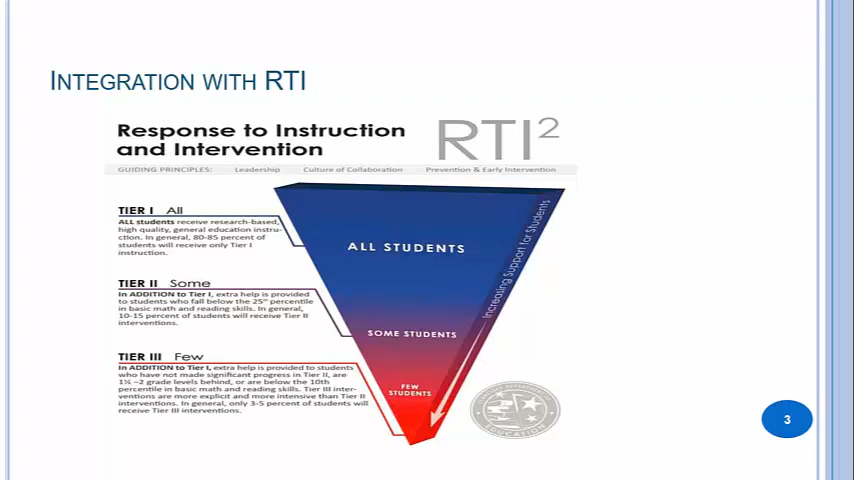 INTEGRATION WITH RTI
Response to Instruction
and Intervention
RTI²
GUIDING PRINCIPLES: Leadership Culture of Collaboration Prevention & Early Intervention
TIER I All
ALL students receive research-based,
high quality, general education instru-
ction. In general, 80-85 percent of
students will receive only Tier I
instruction.
ALL STUDENTS
Increasing Support for Students
TIER II Some
In ADDITION to Tier I, extra help is provided
to students who fall below the 25th percentile
in basic math and reading skills. In general,
10-15 percent of students will receive Tier II
interventions.
SOME STUDENTS
TIER III Few
In ADDITION to Tier I, extra help is provided to students
who have not made significant progress in Tier II, are
1½ –2 grade levels behind, or are below the 10th
percentile in basic math and reading skills. Tier III inter-
ventions are more explicit and more intensive than Tier II
interventions. In general, only 3-5 percent of students will
receive Tier III interventions.
FEW
STUDENTS
EDUCATION
3